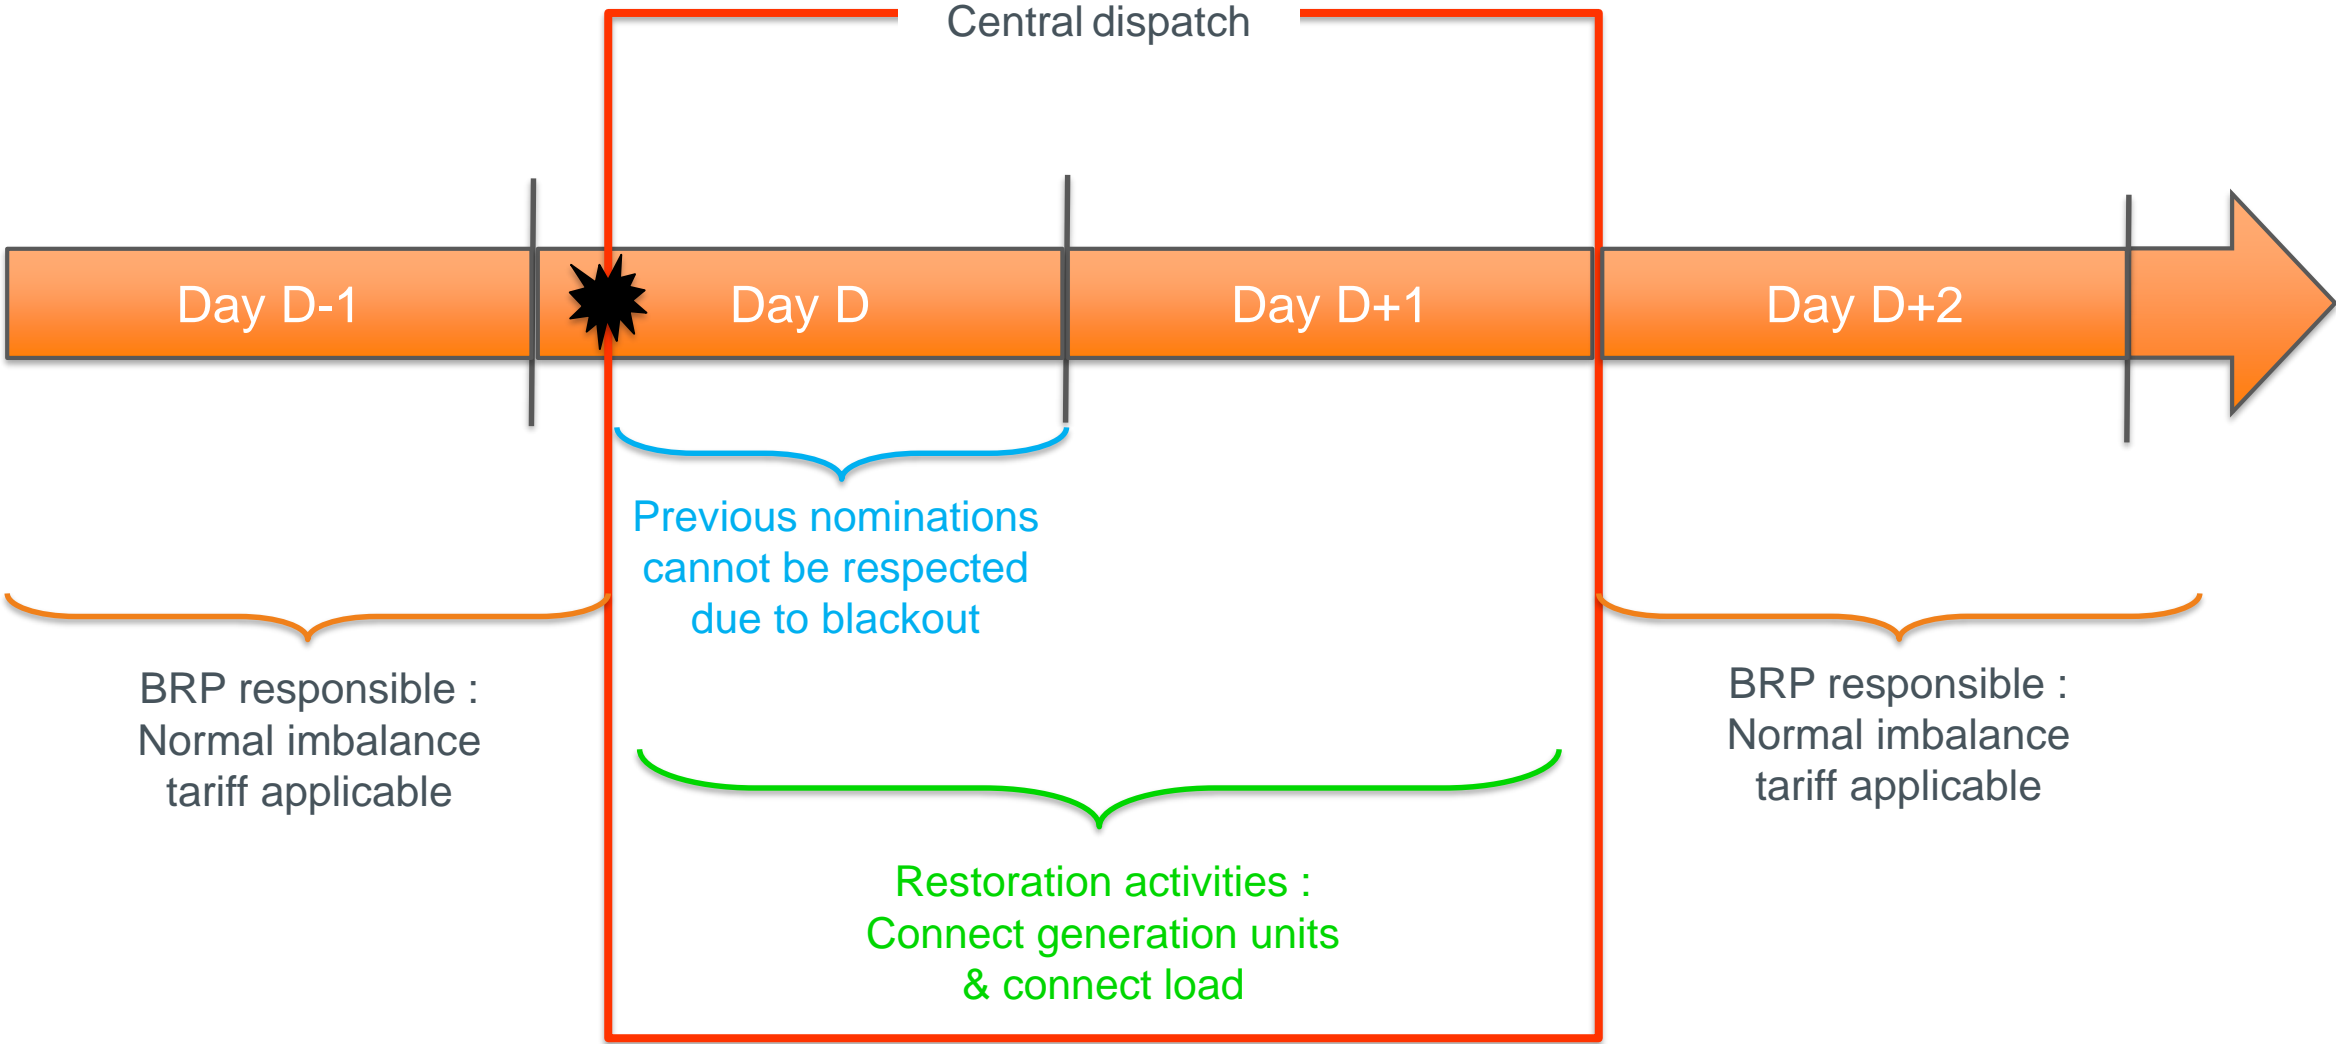 Central dispatch
Day D-1
Day D
Day D+1
Day D+2
Previous nominations
cannot be respected
due to blackout
BRP responsible :
Normal imbalance
tariff applicable
BRP responsible :
Normal imbalance
tariff applicable
Restoration activities :
Connect generation units
& connect load